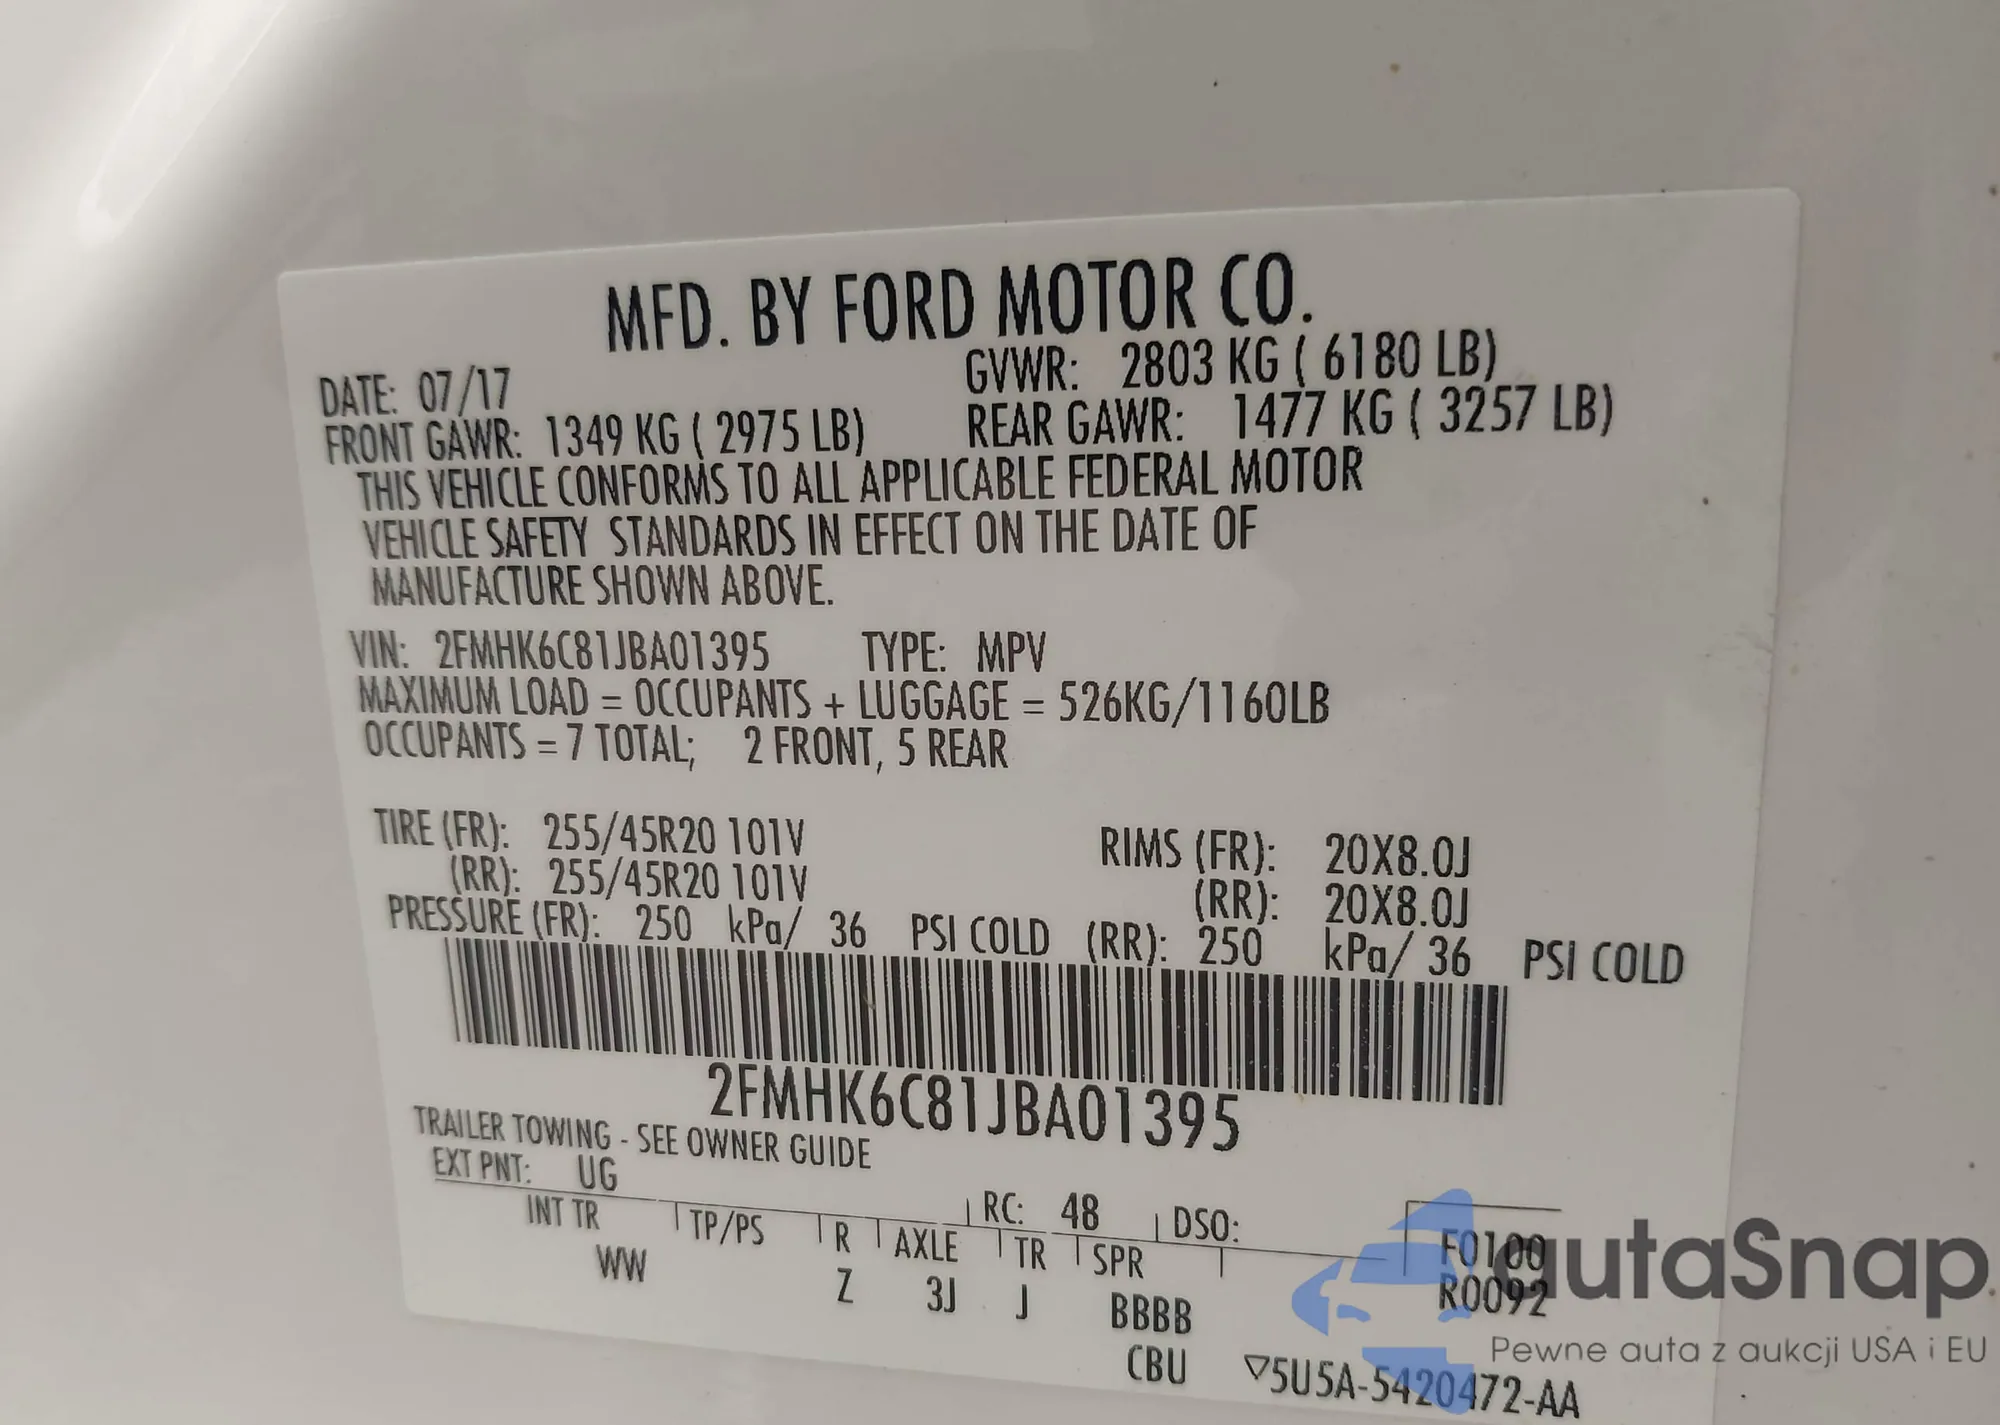 MFD. BY FORD MOTOR CO.
DATE: 07/17
GVWR: 2803 KG ( 6180 LB)
FRONT GAWR: 1349 KG ( 2975 LB)
REAR GAWR: 1477 KG ( 3257 LB)
THIS VEHICLE CONFORMS TO ALL APPLICABLE FEDERAL MOTOR
VEHICLE SAFETY STANDARDS IN EFFECT ON THE DATE OF
MANUFACTURE SHOWN ABOVE.
VIN: 2FMHK6C81JBA01395 TYPE: MPV
MAXIMUM LOAD = OCCUPANTS + LUGGAGE = 526KG/1160LB
OCCUPANTS = 7 TOTAL; 2 FRONT, 5 REAR
TIRE (FR): 255/45R20 101V RIMS (FR): 20X8.0J
(RR): 255/45R20 101V (RR): 20X8.0J
PRESSURE (FR): 250 kPa/ 36 PSI COLD (RR): 250 kPa/ 36 PSI COLD
2FMHK6C81JBA01395
TRAILER TOWING - SEE OWNER GUIDE
EXT PNT: UG RC: 48 DSO:
INT TR TP/PS R AXLE TR SPR F0100
WW Z 3J J BBBB R0092
CBU ▽5U5A-5420472-AA
autaSnap
Pewne auta z aukcji USA i EU